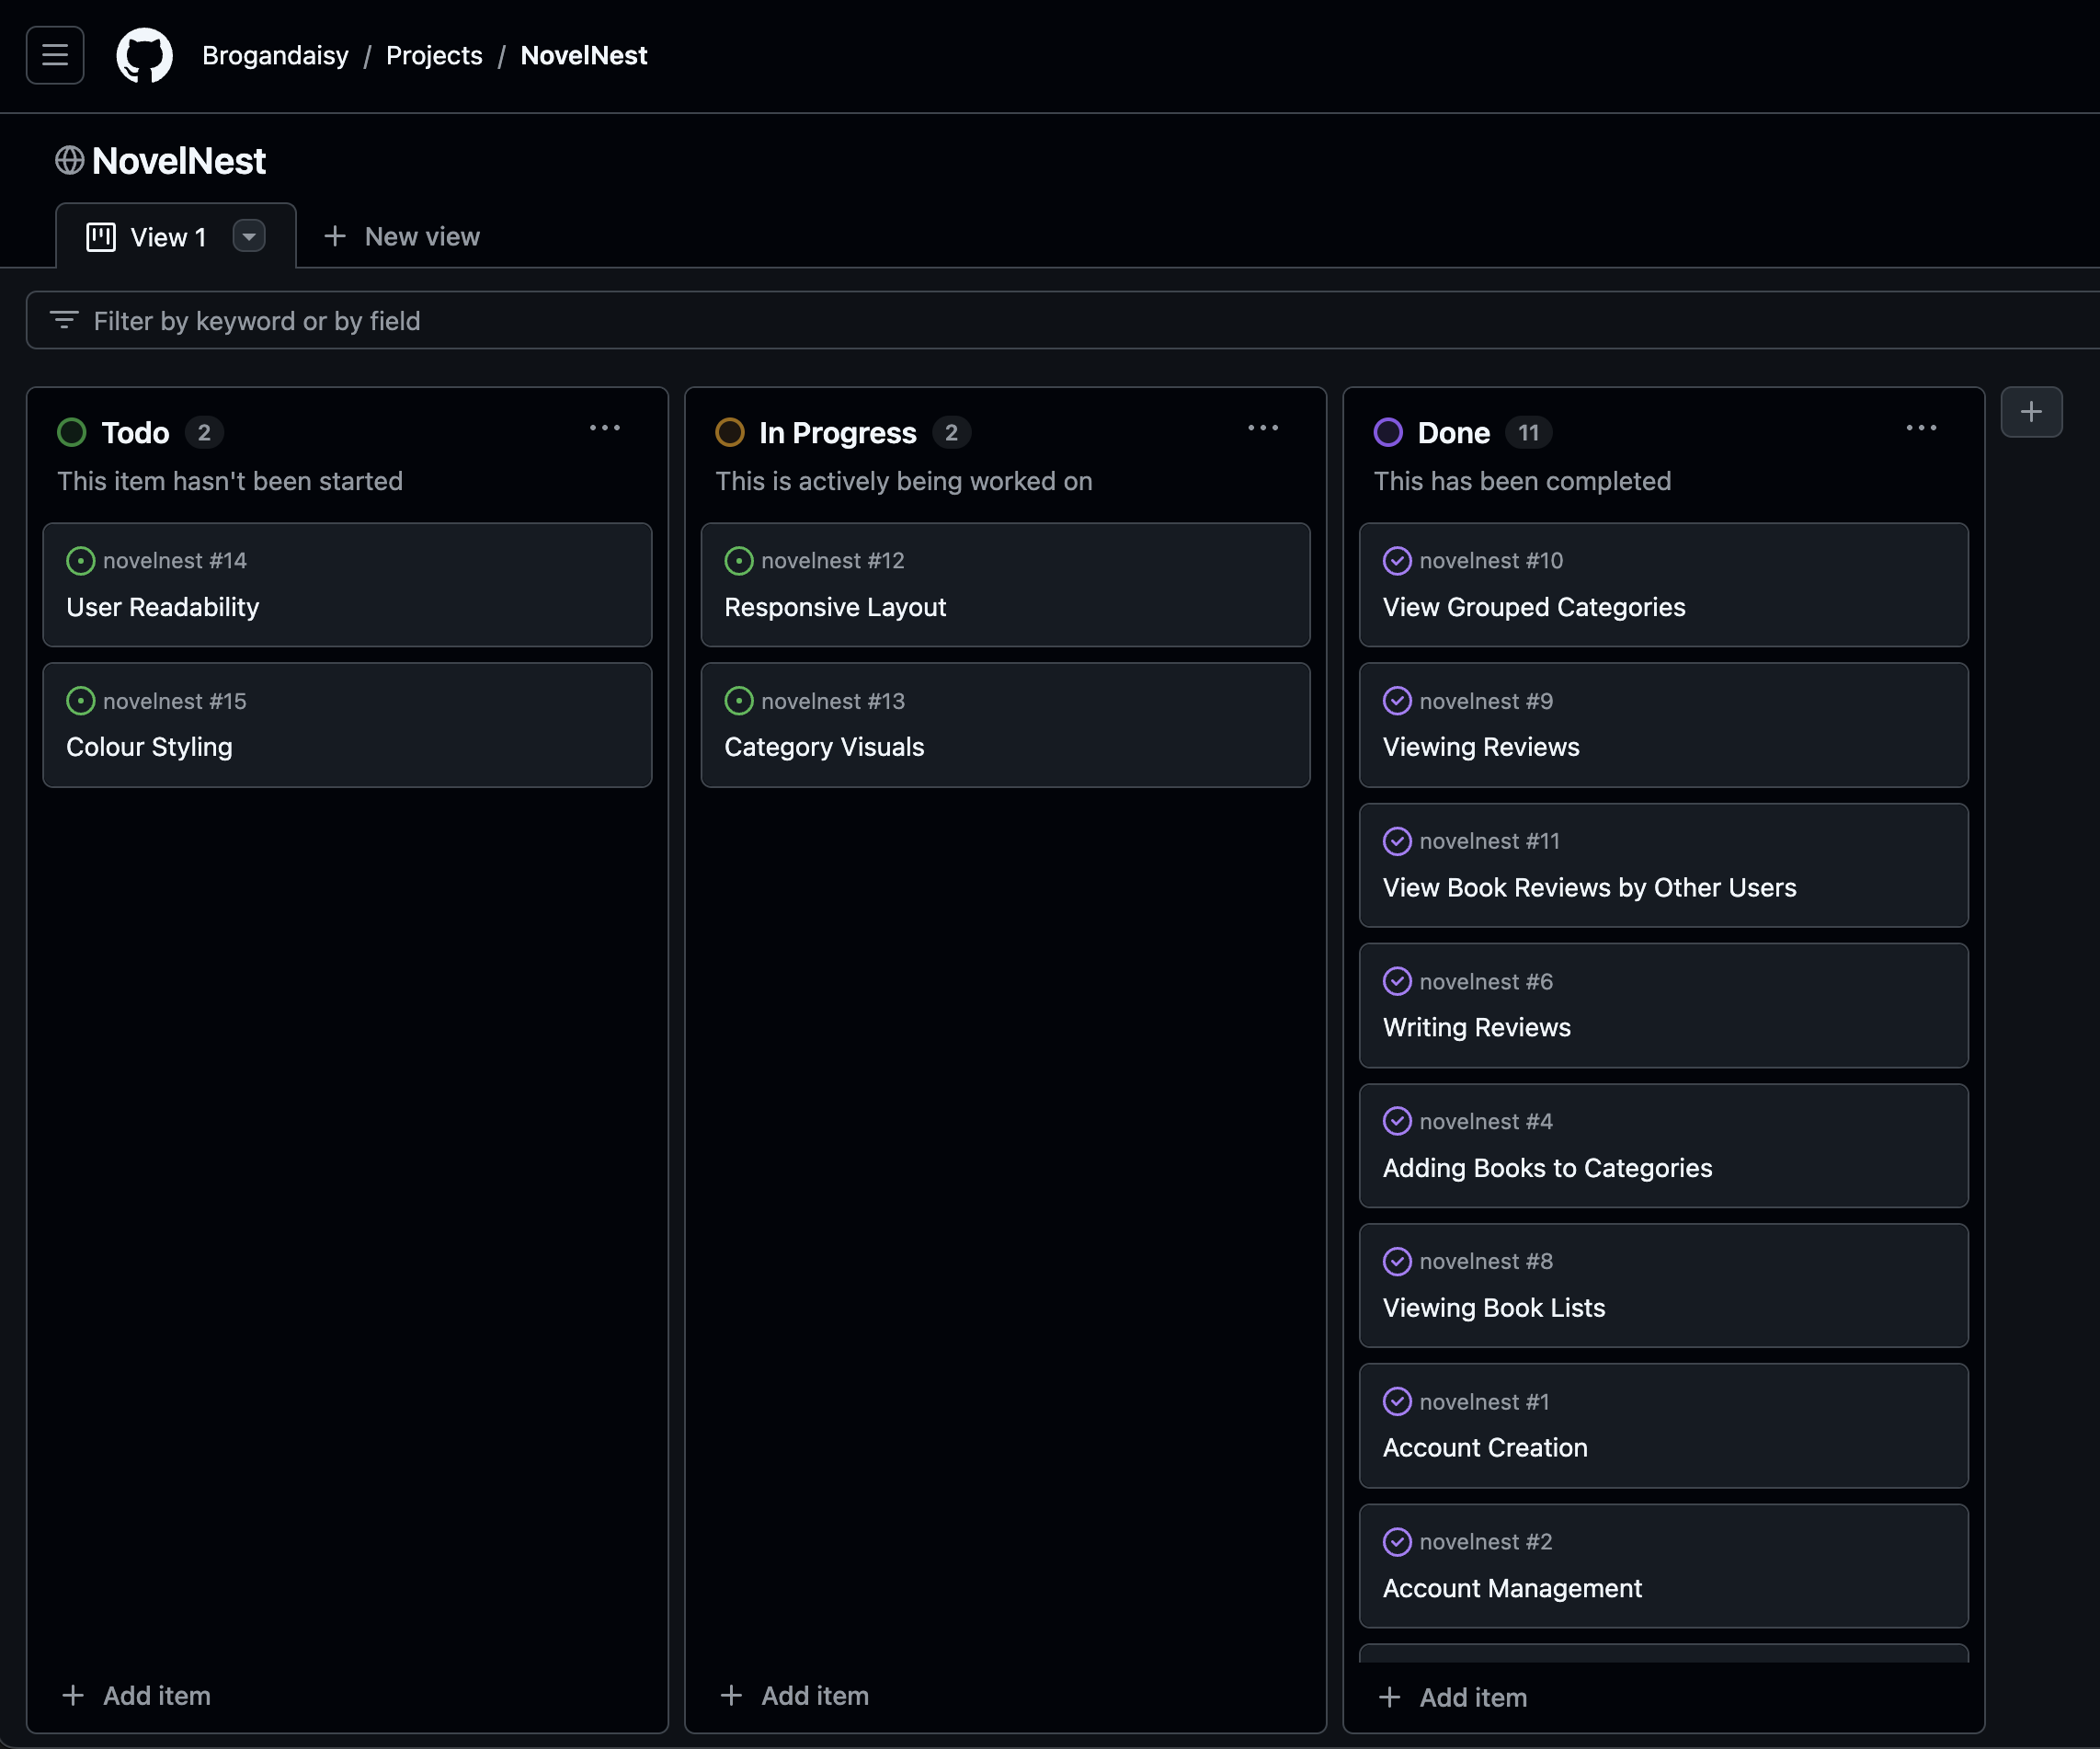 Brogandaisy / Projects / NovelNest
NovelNest
View 1
New view
Filter by keyword or by field
Todo 2
This item hasn't been started
novelnest #14
User Readability
novelnest #15
Colour Styling
Add item
In Progress 2
This is actively being worked on
novelnest #12
Responsive Layout
novelnest #13
Category Visuals
Add item
Done 11
This has been completed
novelnest #10
View Grouped Categories
novelnest #9
Viewing Reviews
novelnest #11
View Book Reviews by Other Users
novelnest #6
Writing Reviews
novelnest #4
Adding Books to Categories
novelnest #8
Viewing Book Lists
novelnest #1
Account Creation
novelnest #2
Account Management
Add item